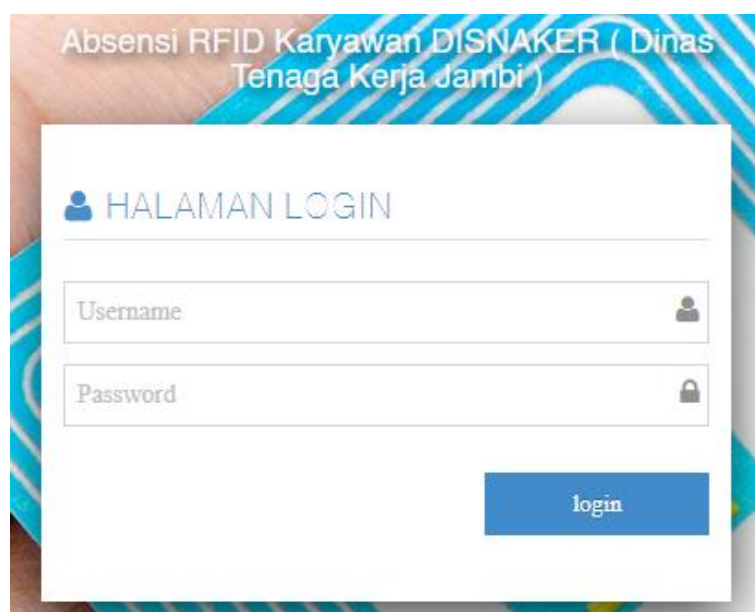 Absensi RFID Karyawan DISNAKER ( Dinas
Tenaga Kerja Jambi )
HALAMAN LOGIN
Username
Password
login